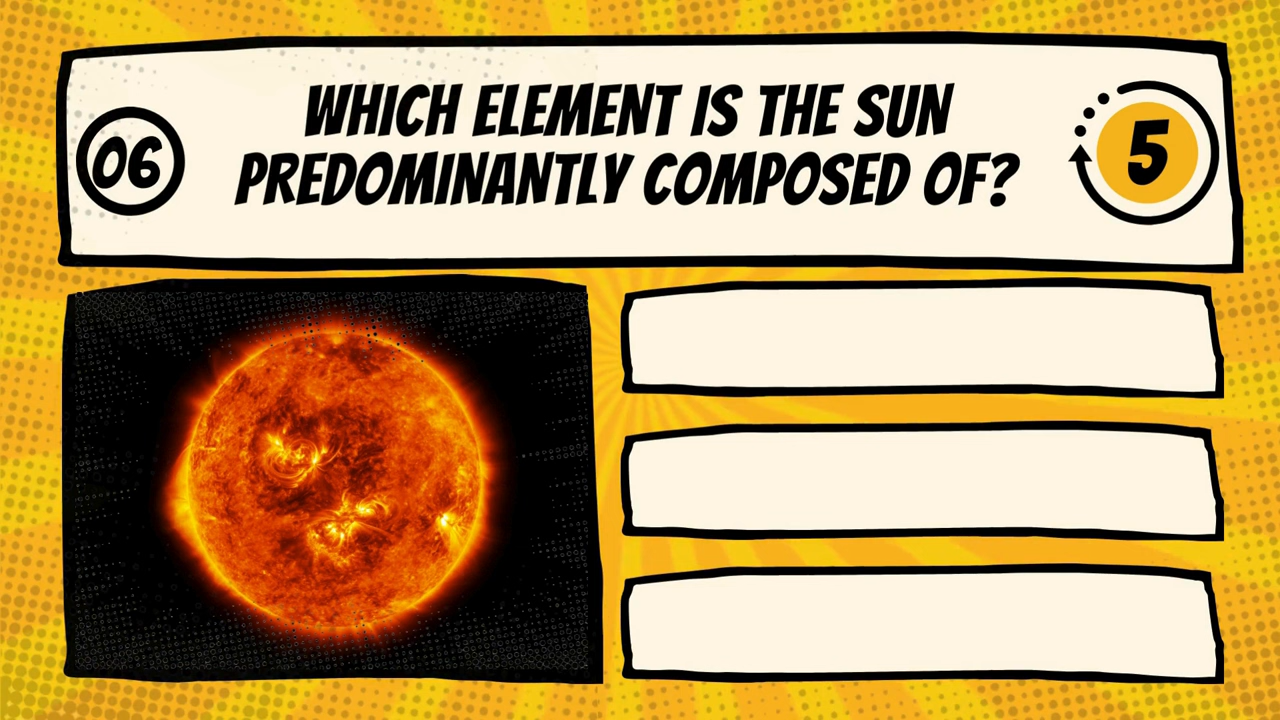 06
WHICH ELEMENT IS THE SUN
PREDOMINANTLY COMPOSED OF?
5